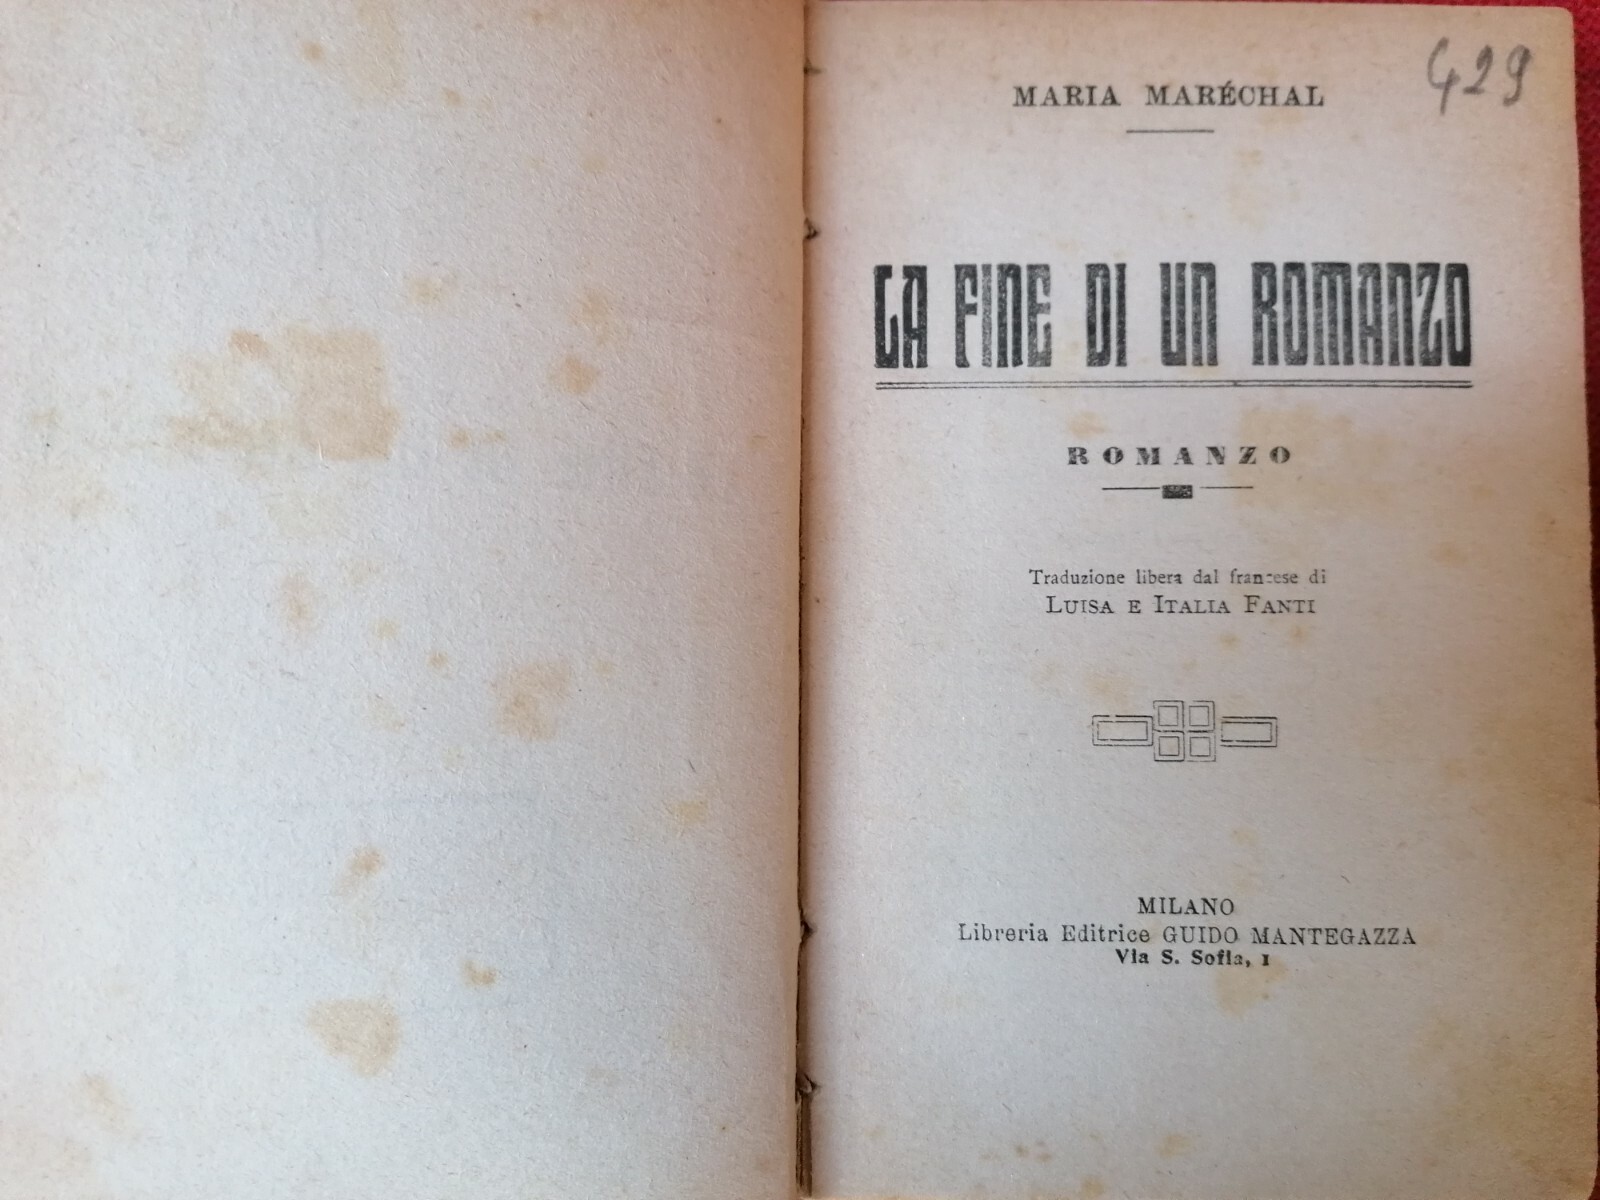 429
MARIA MARÉCHAL
LA FINE DI UN ROMANZO
ROMANZO
Traduzione libera dal francese di
LUISA E ITALIA FANTI
MILANO
Libreria Editrice GUIDO MANTEGAZZA
Via S. Sofia, 1